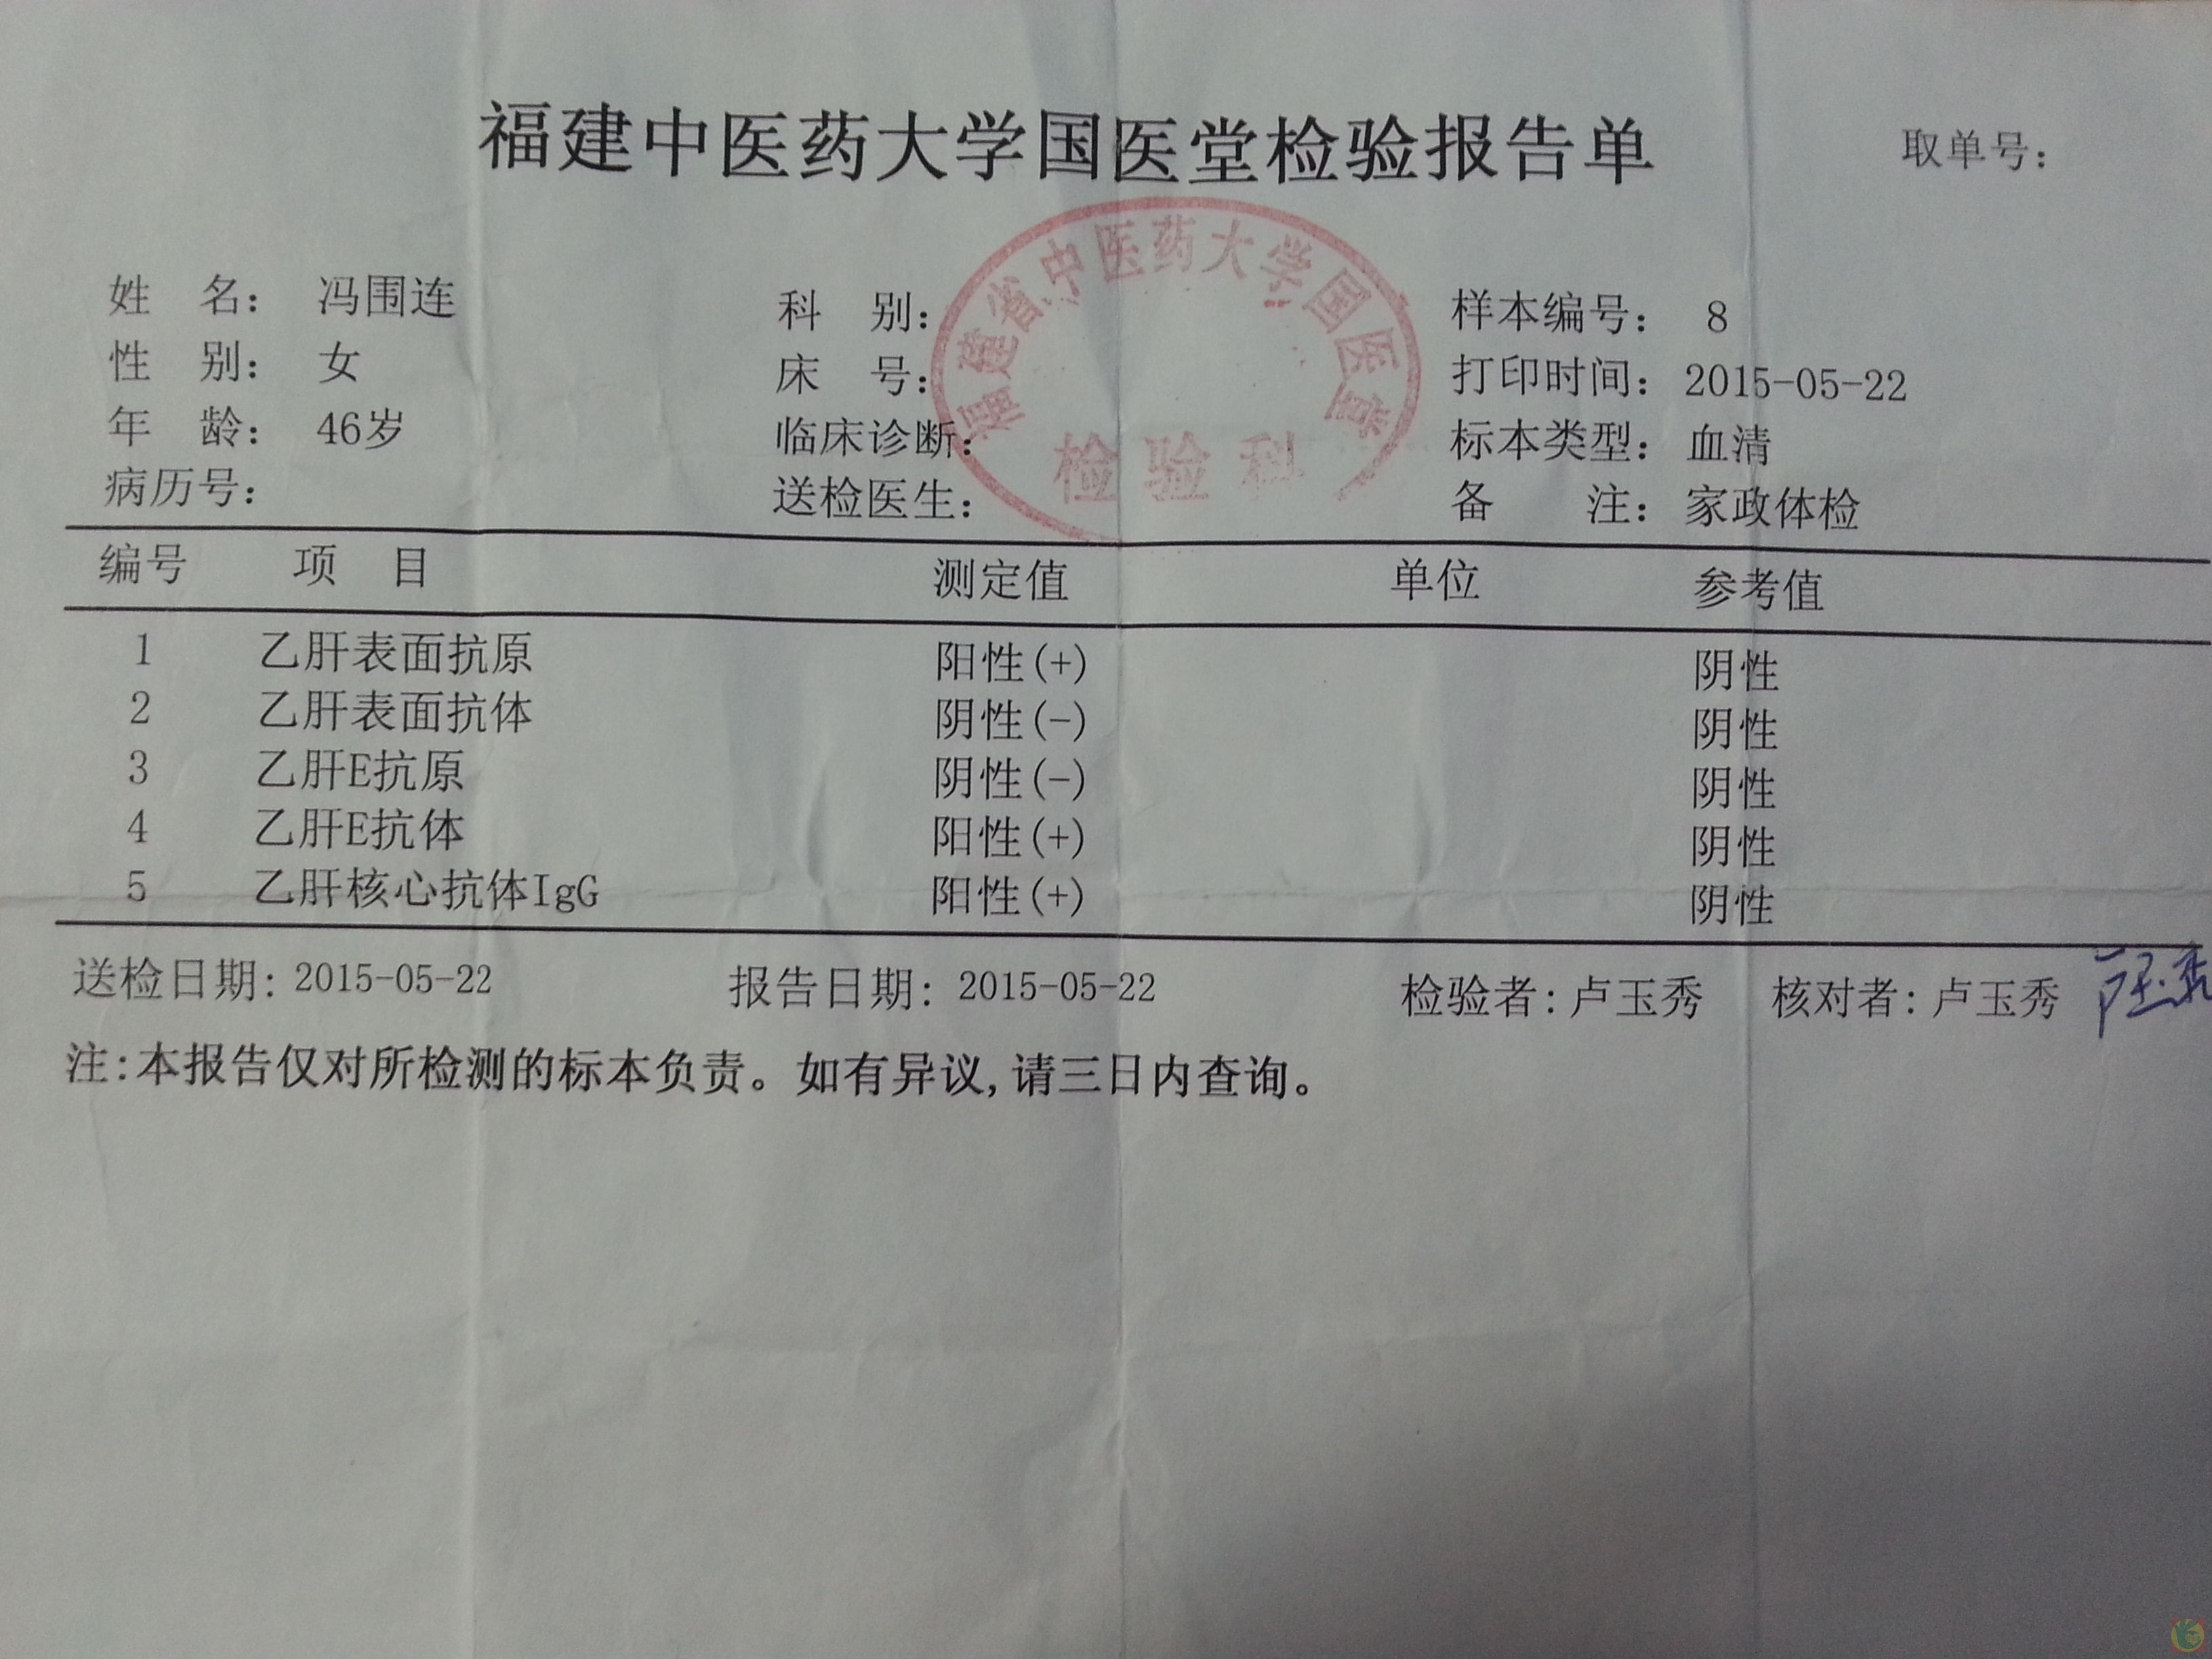 福建中医药大学国医堂检验报告单 取单号：
福建省中医药大学国医堂
检验科
姓 名： 冯围连 科 别： 样本编号： 8
性 别： 女 床 号： 打印时间： 2015-05-22
年 龄： 46岁 临床诊断： 标本类型： 血清
病历号： 送检医生： 备 注： 家政体检
编号 项 目 测定值 单位 参考值
1 乙肝表面抗原 阳性(+) 阴性
2 乙肝表面抗体 阴性(-) 阴性
3 乙肝E抗原 阴性(-) 阴性
4 乙肝E抗体 阳性(+) 阴性
5 乙肝核心抗体IgG 阳性(+) 阴性
送检日期: 2015-05-22 报告日期: 2015-05-22 检验者: 卢玉秀 核对者: 卢玉秀 卢玉秀
注:本报告仅对所检测的标本负责。如有异议,请三日内查询。